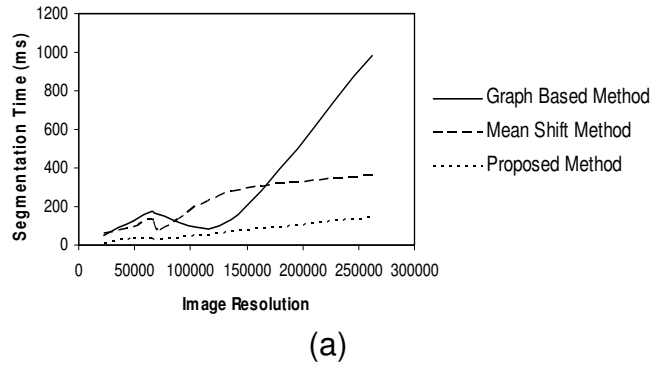 1200
1000
800
600
400
200
0
Segmentation Time (ms)
0 50000 100000 150000 200000 250000 300000
Image Resolution
Graph Based Method
Mean Shift Method
Proposed Method
(a)